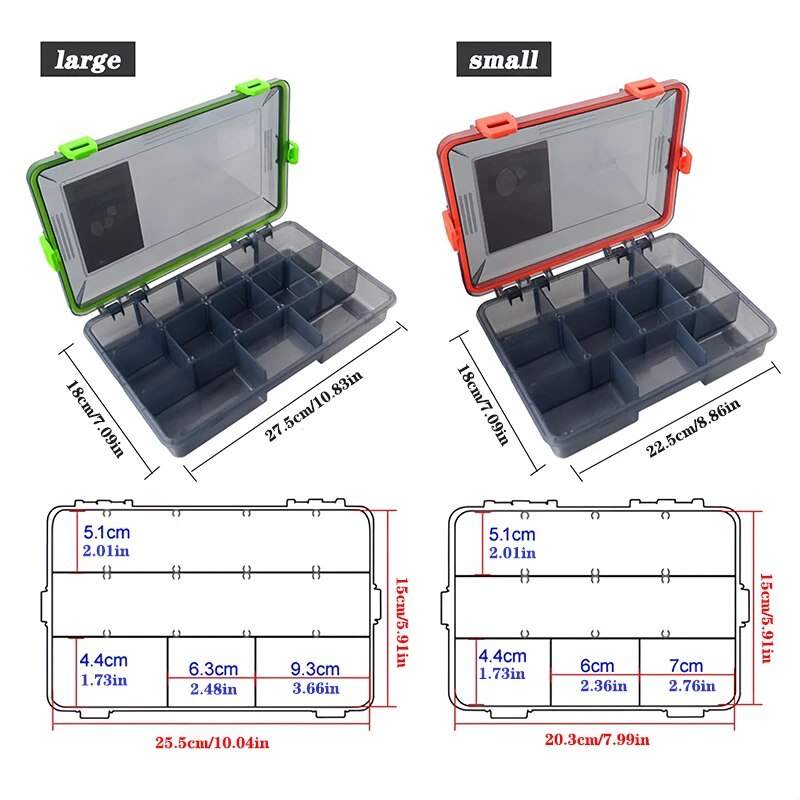 large
small
18cm/7.09in
27.5cm/10.83in
18cm/7.09in
22.5cm/8.86in
5.1cm
2.01in
4.4cm
1.73in
6.3cm
2.48in
9.3cm
3.66in
15cm/5.91in
25.5cm/10.04in
5.1cm
2.01in
4.4cm
1.73in
6cm
2.36in
7cm
2.76in
15cm/5.91in
20.3cm/7.99in